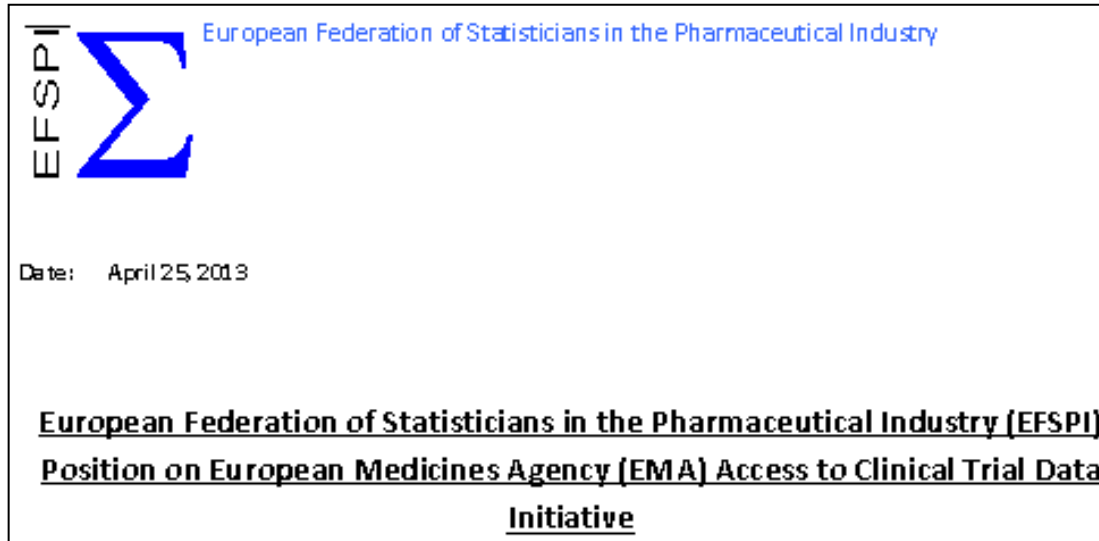 EFSPI
Σ
European Federation of Statisticians in the Pharmaceutical Industry
Date: April 25, 2013
European Federation of Statisticians in the Pharmaceutical Industry (EFSPI)
Position on European Medicines Agency (EMA) Access to Clinical Trial Data
Initiative